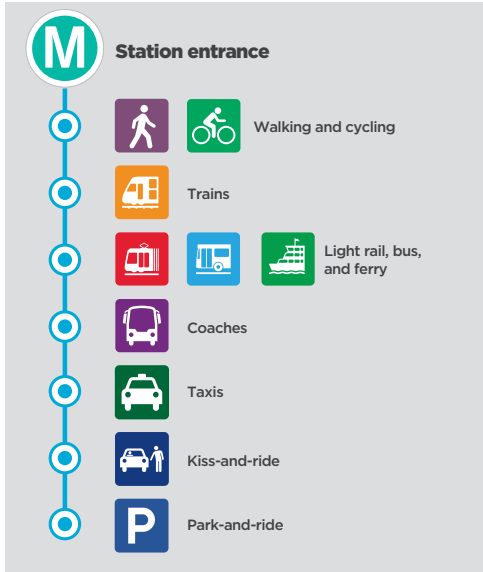 M
Station entrance
Walking and cycling
Trains
Light rail, bus,
and ferry
Coaches
Taxis
Kiss-and-ride
P
Park-and-ride